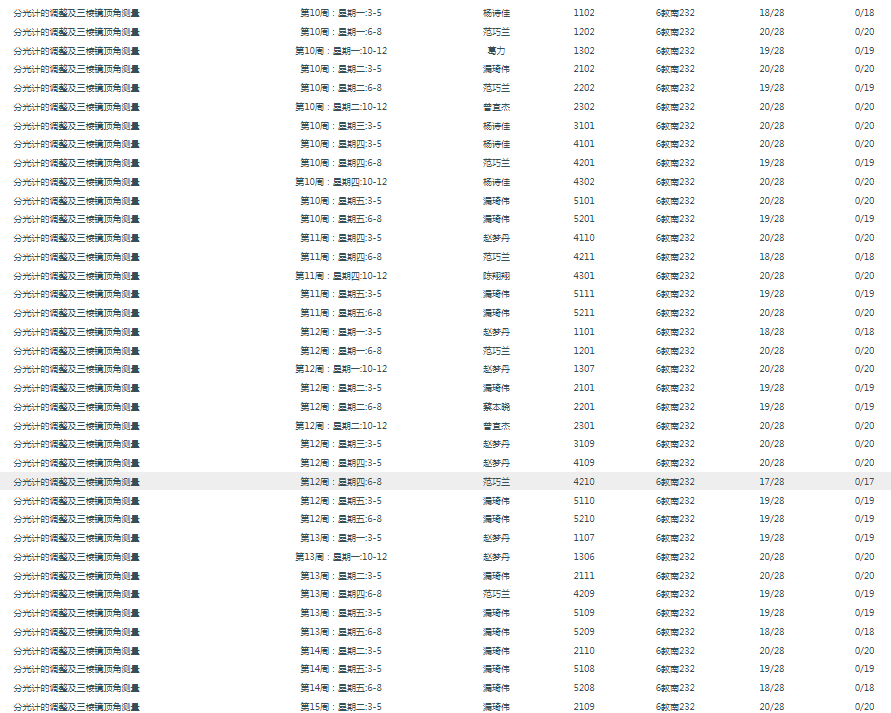 分光计的调整及三棱镜顶角测量 第10周：星期一:3-5 杨诗佳 1102 6教南232 18/28 0/18
分光计的调整及三棱镜顶角测量 第10周：星期一:6-8 范巧兰 1202 6教南232 20/28 0/20
分光计的调整及三棱镜顶角测量 第10周：星期一:10-12 葛力 1302 6教南232 19/28 0/19
分光计的调整及三棱镜顶角测量 第10周：星期二:3-5 满琦伟 2102 6教南232 20/28 0/20
分光计的调整及三棱镜顶角测量 第10周：星期二:6-8 范巧兰 2202 6教南232 19/28 0/19
分光计的调整及三棱镜顶角测量 第10周：星期二:10-12 曾宜杰 2302 6教南232 20/28 0/20
分光计的调整及三棱镜顶角测量 第10周：星期三:3-5 杨诗佳 3101 6教南232 20/28 0/20
分光计的调整及三棱镜顶角测量 第10周：星期四:3-5 杨诗佳 4101 6教南232 20/28 0/20
分光计的调整及三棱镜顶角测量 第10周：星期四:6-8 范巧兰 4201 6教南232 19/28 0/19
分光计的调整及三棱镜顶角测量 第10周：星期四:10-12 杨诗佳 4302 6教南232 20/28 0/20
分光计的调整及三棱镜顶角测量 第10周：星期五:3-5 满琦伟 5101 6教南232 20/28 0/20
分光计的调整及三棱镜顶角测量 第10周：星期五:6-8 满琦伟 5201 6教南232 19/28 0/19
分光计的调整及三棱镜顶角测量 第11周：星期四:3-5 赵梦丹 4110 6教南232 20/28 0/20
分光计的调整及三棱镜顶角测量 第11周：星期四:6-8 范巧兰 4211 6教南232 18/28 0/18
分光计的调整及三棱镜顶角测量 第11周：星期四:10-12 陈翔翔 4301 6教南232 20/28 0/20
分光计的调整及三棱镜顶角测量 第11周：星期五:3-5 满琦伟 5111 6教南232 19/28 0/19
分光计的调整及三棱镜顶角测量 第11周：星期五:6-8 满琦伟 5211 6教南232 20/28 0/20
分光计的调整及三棱镜顶角测量 第12周：星期一:3-5 赵梦丹 1101 6教南232 18/28 0/18
分光计的调整及三棱镜顶角测量 第12周：星期一:6-8 范巧兰 1201 6教南232 20/28 0/20
分光计的调整及三棱镜顶角测量 第12周：星期一:10-12 赵梦丹 1307 6教南232 20/28 0/20
分光计的调整及三棱镜顶角测量 第12周：星期二:3-5 满琦伟 2101 6教南232 19/28 0/19
分光计的调整及三棱镜顶角测量 第12周：星期二:6-8 蔡本晓 2201 6教南232 19/28 0/19
分光计的调整及三棱镜顶角测量 第12周：星期二:10-12 曾宜杰 2301 6教南232 20/28 0/20
分光计的调整及三棱镜顶角测量 第12周：星期三:3-5 赵梦丹 3109 6教南232 20/28 0/20
分光计的调整及三棱镜顶角测量 第12周：星期四:3-5 赵梦丹 4109 6教南232 20/28 0/20
分光计的调整及三棱镜顶角测量 第12周：星期四:6-8 范巧兰 4210 6教南232 17/28 0/17
分光计的调整及三棱镜顶角测量 第12周：星期五:3-5 满琦伟 5110 6教南232 19/28 0/19
分光计的调整及三棱镜顶角测量 第12周：星期五:6-8 满琦伟 5210 6教南232 19/28 0/19
分光计的调整及三棱镜顶角测量 第13周：星期一:3-5 赵梦丹 1107 6教南232 19/28 0/19
分光计的调整及三棱镜顶角测量 第13周：星期一:10-12 赵梦丹 1306 6教南232 20/28 0/20
分光计的调整及三棱镜顶角测量 第13周：星期二:3-5 满琦伟 2111 6教南232 20/28 0/20
分光计的调整及三棱镜顶角测量 第13周：星期四:6-8 范巧兰 4209 6教南232 19/28 0/19
分光计的调整及三棱镜顶角测量 第13周：星期五:3-5 满琦伟 5109 6教南232 19/28 0/19
分光计的调整及三棱镜顶角测量 第13周：星期五:6-8 满琦伟 5209 6教南232 18/28 0/18
分光计的调整及三棱镜顶角测量 第14周：星期二:3-5 满琦伟 2110 6教南232 20/28 0/20
分光计的调整及三棱镜顶角测量 第14周：星期五:3-5 满琦伟 5108 6教南232 19/28 0/19
分光计的调整及三棱镜顶角测量 第14周：星期五:6-8 满琦伟 5208 6教南232 18/28 0/18
分光计的调整及三棱镜顶角测量 第15周：星期二:3-5 满琦伟 2109 6教南232 20/28 0/20